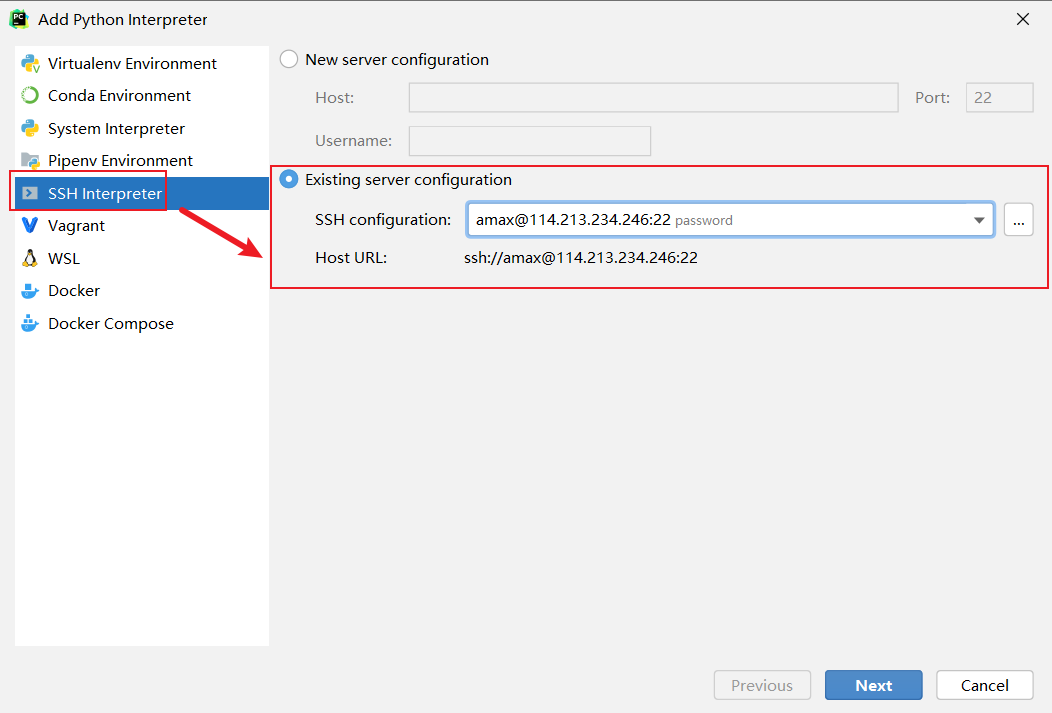 Add Python Interpreter
Virtualenv Environment
Conda Environment
System Interpreter
Pipenv Environment
SSH Interpreter
Vagrant
WSL
Docker
Docker Compose
New server configuration
Host:
Port: 22
Username:
Existing server configuration
SSH configuration: amax@114.213.234.246:22 password ...
Host URL: ssh://amax@114.213.234.246:22
Previous Next Cancel